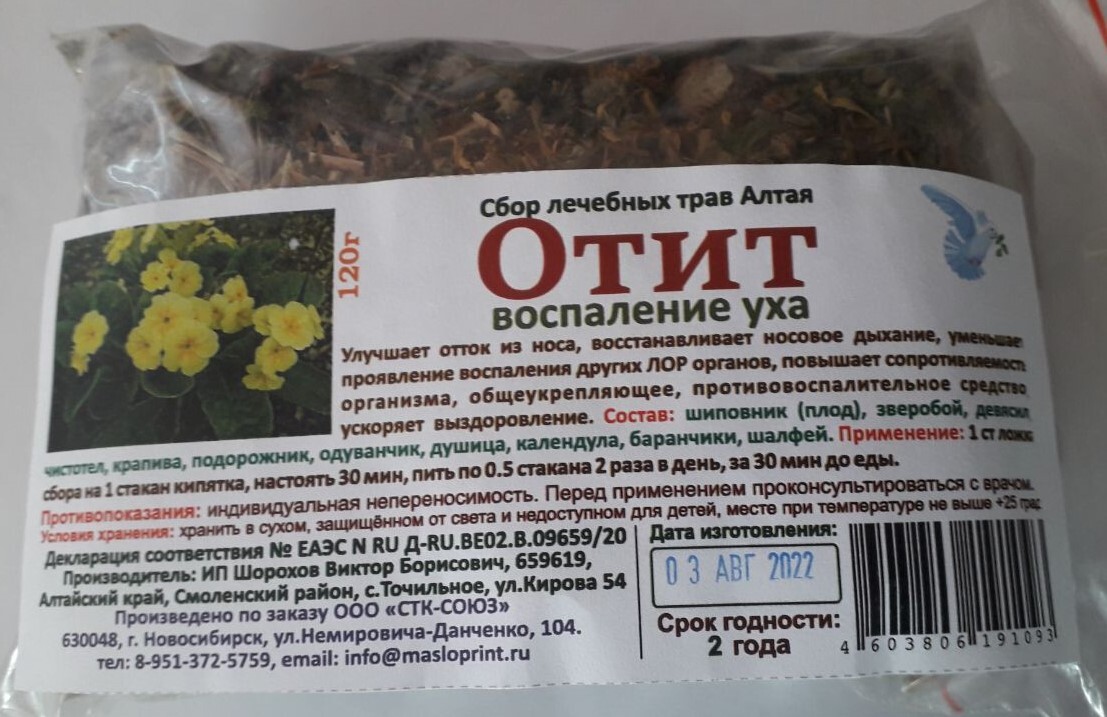 Сбор лечебных трав Алтая
Отит
воспаление уха
120г
Улучшает отток из носа, восстанавливает носовое дыхание, уменьшает
проявление воспаления других ЛОР органов, повышает сопротивляемость
организма, общеукрепляющее, противовоспалительное средство,
ускоряет выздоровление. Состав: шиповник (плод), зверобой, девясил,
чистотел, крапива, подорожник, одуванчик, душица, календула, баранчики, шалфей. Применение: 1 ст ложка
сбора на 1 стакан кипятка, настоять 30 мин, пить по 0.5 стакана 2 раза в день, за 30 мин до еды.
Противопоказания: индивидуальная непереносимость. Перед применением проконсультироваться с врачом.
Условия хранения: хранить в сухом, защищённом от света и недоступном для детей, месте при температуре не выше +25 град.
Декларация соответствия № ЕАЭС N RU Д-RU.ВЕ02.В.09659/20
Производитель: ИП Шорохов Виктор Борисович, 659619,
Алтайский край, Смоленский район, с.Точильное, ул.Кирова 54
Произведено по заказу ООО «СТК-СОЮЗ»
630048, г. Новосибирск, ул.Немировича-Данченко, 104.
тел: 8-951-372-5759, email: info@masloprint.ru
Дата изготовления:
03 АВГ 2022
Срок годности:
2 года
4 603806 191093